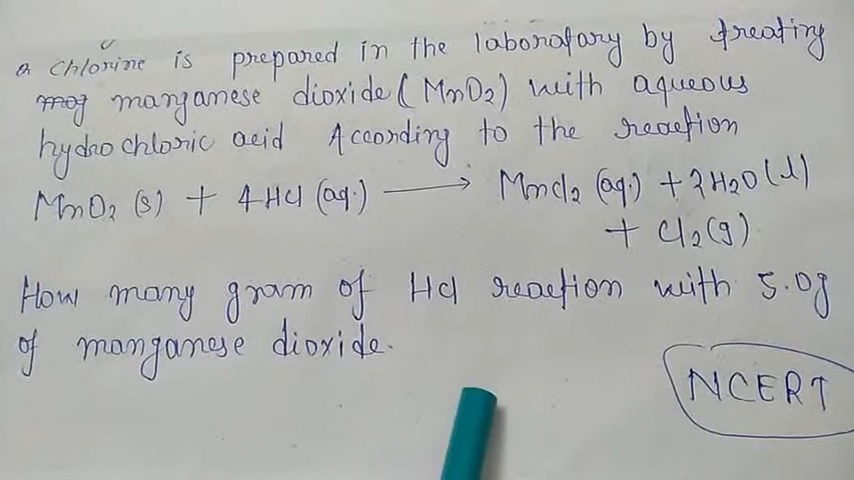 Q. Chlorine is prepared in the laboratory by treating
manganese dioxide (MnO2) with aqueous
hydrochloric acid According to the reaction
MnO2 (s) + 4HCl (aq.) → MnCl2 (aq.) + 2H2O (l)
+ Cl2(g)
How many gram of HCl reaction with 5.0g
of manganese dioxide.
NCERT